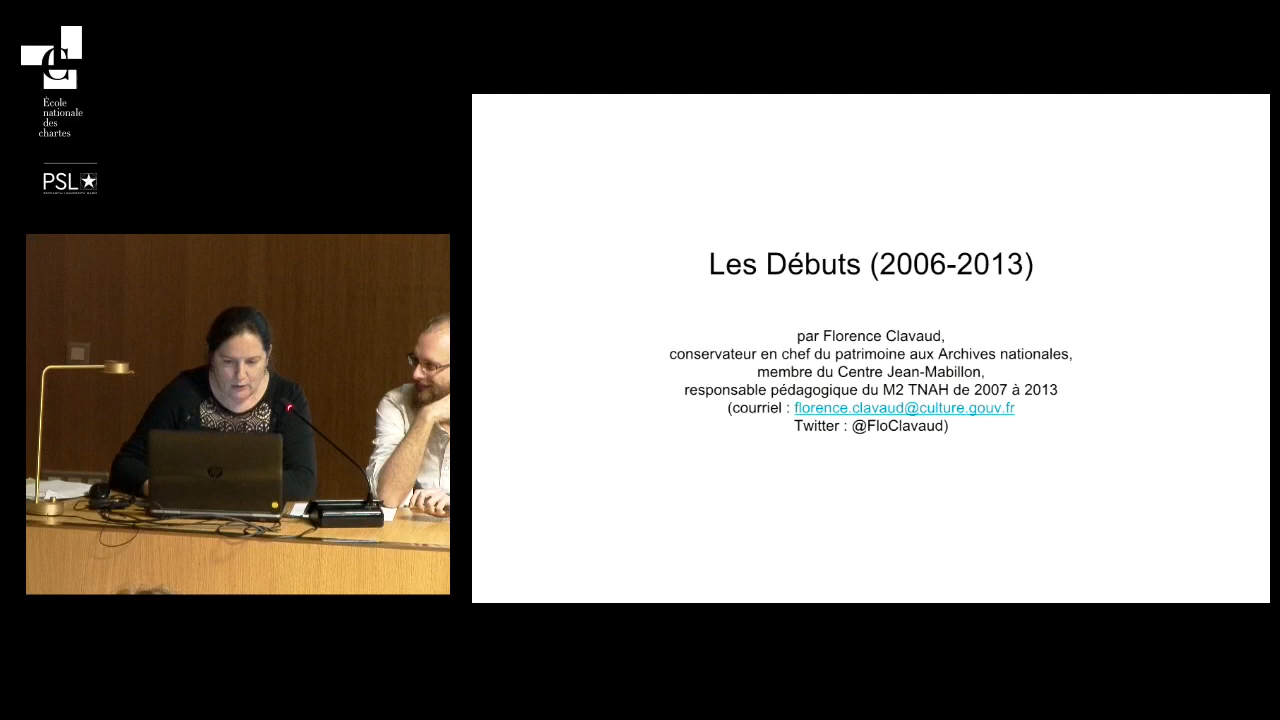 École
nationale
des
chartes
PSL
Les Débuts (2006-2013)
par Florence Clavaud,
conservateur en chef du patrimoine aux Archives nationales,
membre du Centre Jean-Mabillon,
responsable pédagogique du M2 TNAH de 2007 à 2013
(courriel : florence.clavaud@culture.gouv.fr
Twitter : @FloClavaud)